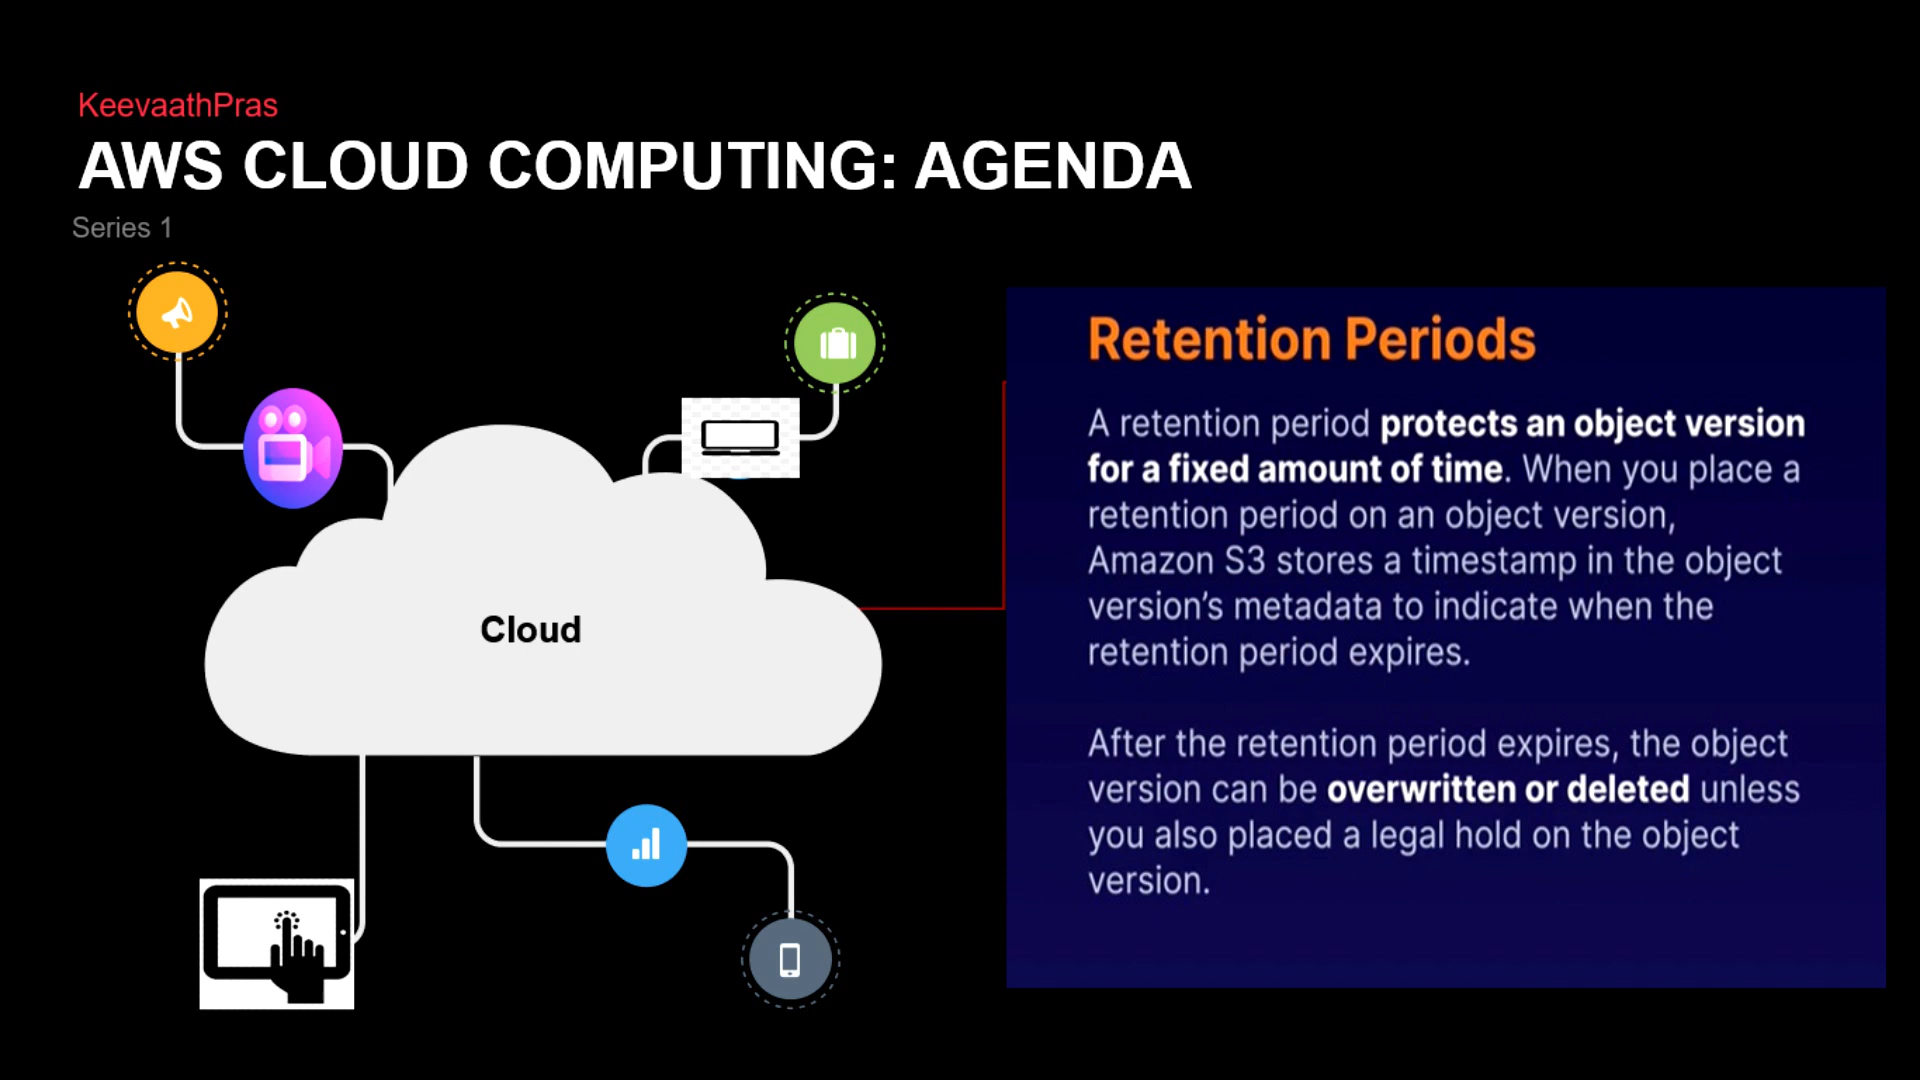 KeevaathPras
AWS CLOUD COMPUTING: AGENDA
Series 1
Cloud
Retention Periods
A retention period protects an object version
for a fixed amount of time. When you place a
retention period on an object version,
Amazon S3 stores a timestamp in the object
version’s metadata to indicate when the
retention period expires.
After the retention period expires, the object
version can be overwritten or deleted unless
you also placed a legal hold on the object
version.